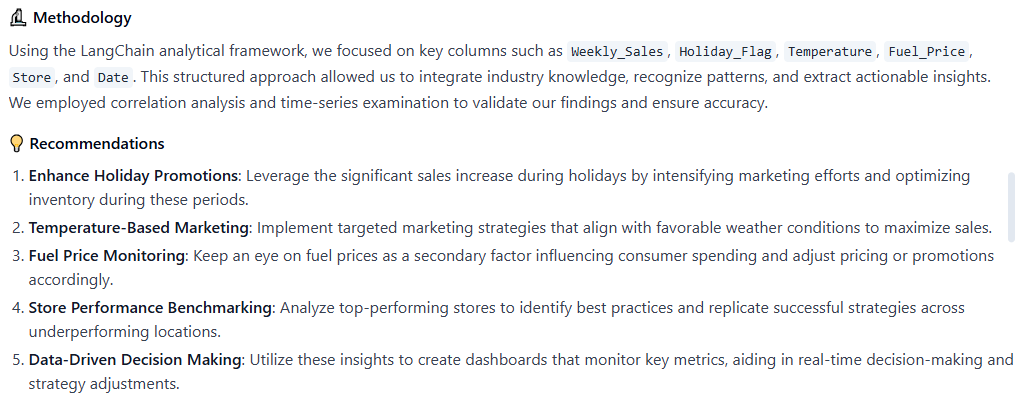 Methodology
Using the LangChain analytical framework, we focused on key columns such as Weekly_Sales, Holiday_Flag, Temperature, Fuel_Price,
Store, and Date. This structured approach allowed us to integrate industry knowledge, recognize patterns, and extract actionable insights.
We employed correlation analysis and time-series examination to validate our findings and ensure accuracy.
Recommendations
1. Enhance Holiday Promotions: Leverage the significant sales increase during holidays by intensifying marketing efforts and optimizing
inventory during these periods.
2. Temperature-Based Marketing: Implement targeted marketing strategies that align with favorable weather conditions to maximize sales.
3. Fuel Price Monitoring: Keep an eye on fuel prices as a secondary factor influencing consumer spending and adjust pricing or promotions
accordingly.
4. Store Performance Benchmarking: Analyze top-performing stores to identify best practices and replicate successful strategies across
underperforming locations.
5. Data-Driven Decision Making: Utilize these insights to create dashboards that monitor key metrics, aiding in real-time decision-making and
strategy adjustments.